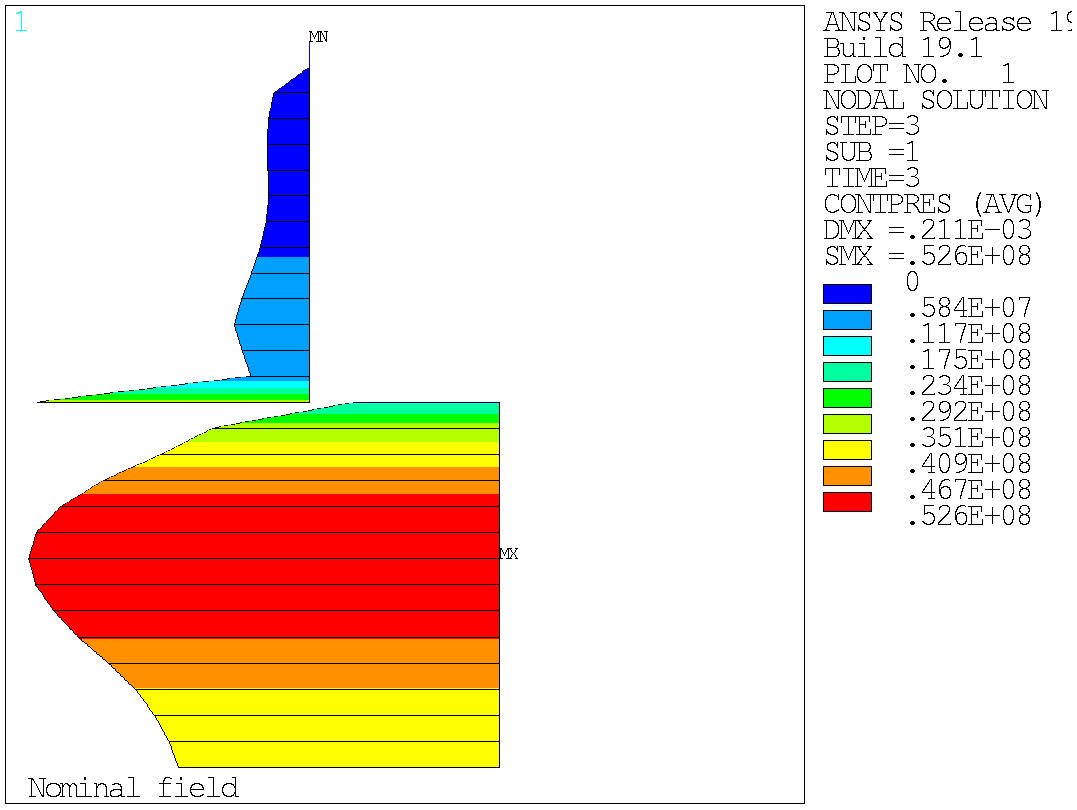 1
MN
MX
Nominal field
ANSYS Release 19
Build 19.1
PLOT NO. 1
NODAL SOLUTION
STEP=3
SUB =1
TIME=3
CONTPRES (AVG)
DMX =.211E-03
SMX =.526E+08
0
.584E+07
.117E+08
.175E+08
.234E+08
.292E+08
.351E+08
.409E+08
.467E+08
.526E+08